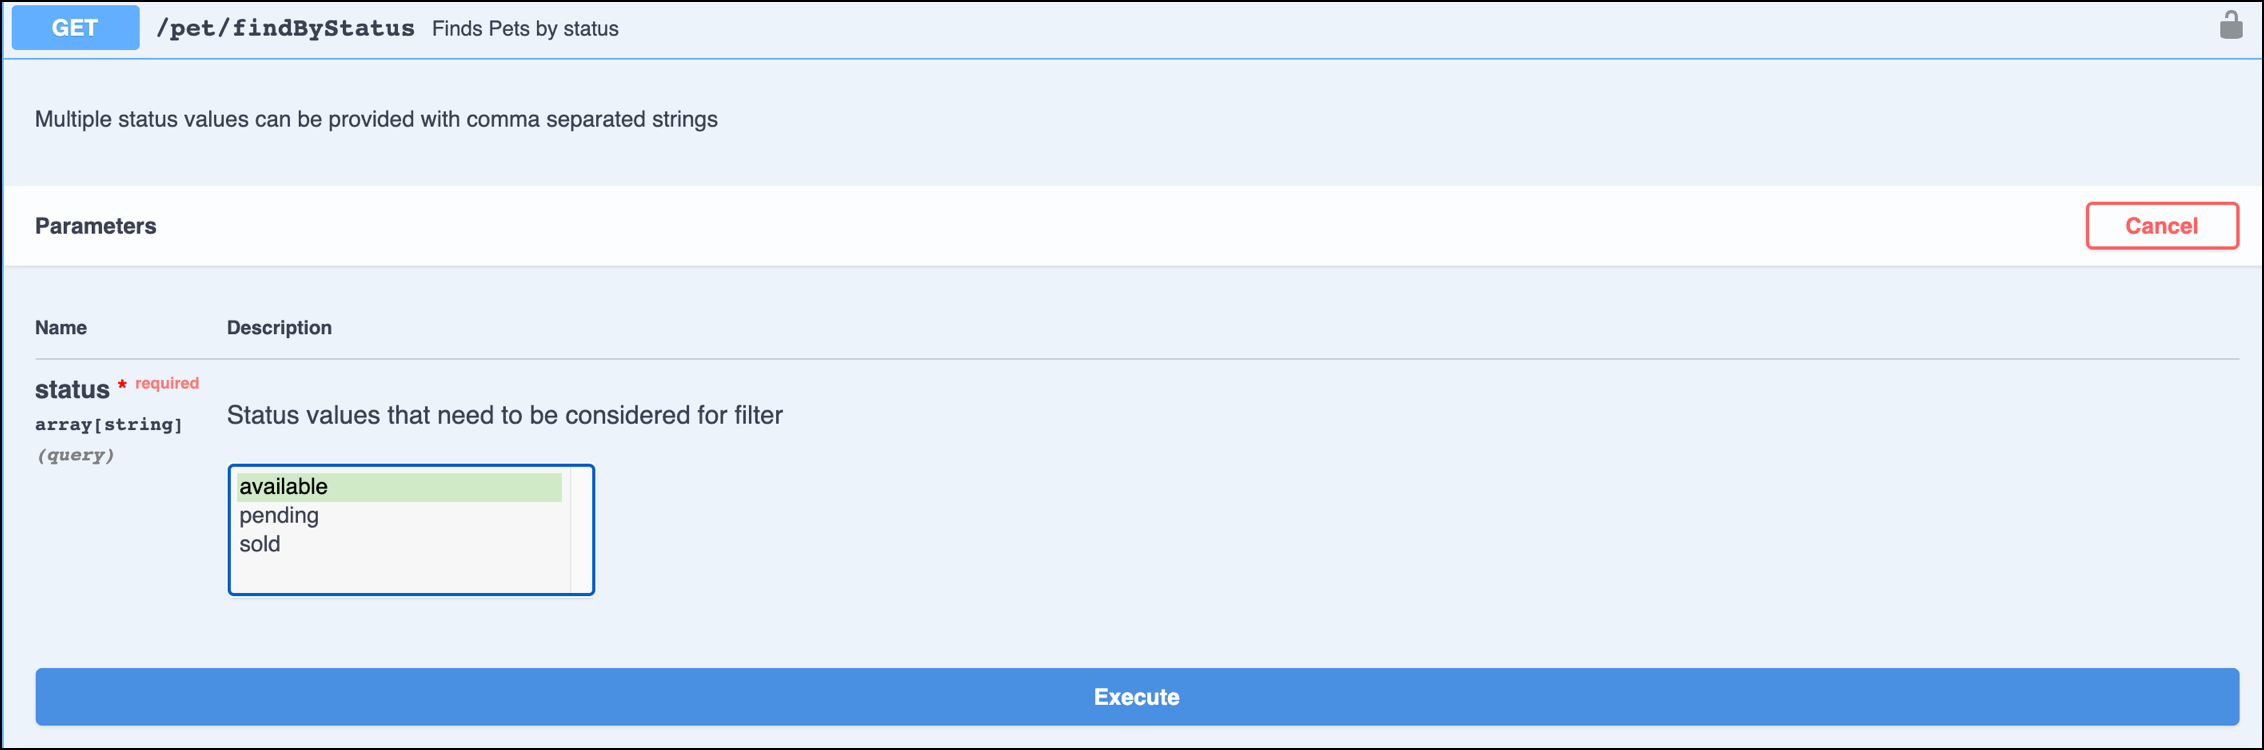 GET /pet/findByStatus Finds Pets by status
Multiple status values can be provided with comma separated strings
Parameters Cancel
Name Description
status * required
array[string]
(query)
Status values that need to be considered for filter
available
pending
sold
Execute